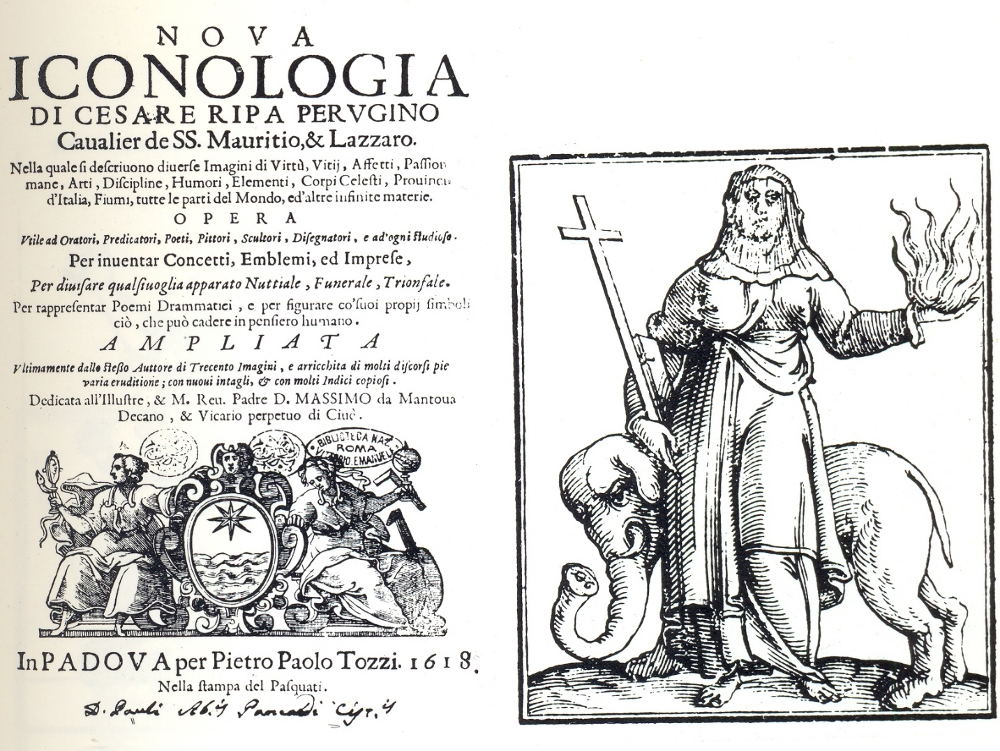 NOVA
ICONOLOGIA
DI CESARE RIPA PERVGINO
Caualier de SS. Mauritio, & Lazzaro.
Nella quale si descriuono diuerse Imagini di Virtù, Vitij, Affetti, Passion
mane, Arti, Discipline, Humori, Elementi, Corpi Celesti, Prouinci
d'Italia, Fiumi, tutte le parti del Mondo, ed'altre infinite materie.
OPERA
Vtile ad Oratori, Predicatori, Poeti, Pittori, Scultori, Disegnatori, e ad'ogni studioso.
Per inuentar Concetti, Emblemi, ed Imprese,
Per diuisare qualsiuoglia apparato Nuttiale, Funerale, Trionfale.
Per rappresentar Poemi Drammatici, e per figurare co'suoi propij simboli
ciò, che può cadere in pensiero humano.
AMPLIATA
Vltimamente dallo stesso Auttore di Trecento Imagini, e arricchita di molti discorsi pie
varia eruditione; con nuoui intagli, & con molti Indici copiosi.
Dedicata all'Illustre, & M. Reu. Padre D. MASSIMO da Mantoua
Decano, & Vicario perpetuo di Ciuè.
BIBLIOTECA NAZ
ROMA
VITTORIO.EMANUELE
In PADOVA per Pietro Paolo Tozzi. 1618.
Nella stampa del Pasquati.
D. Pauli